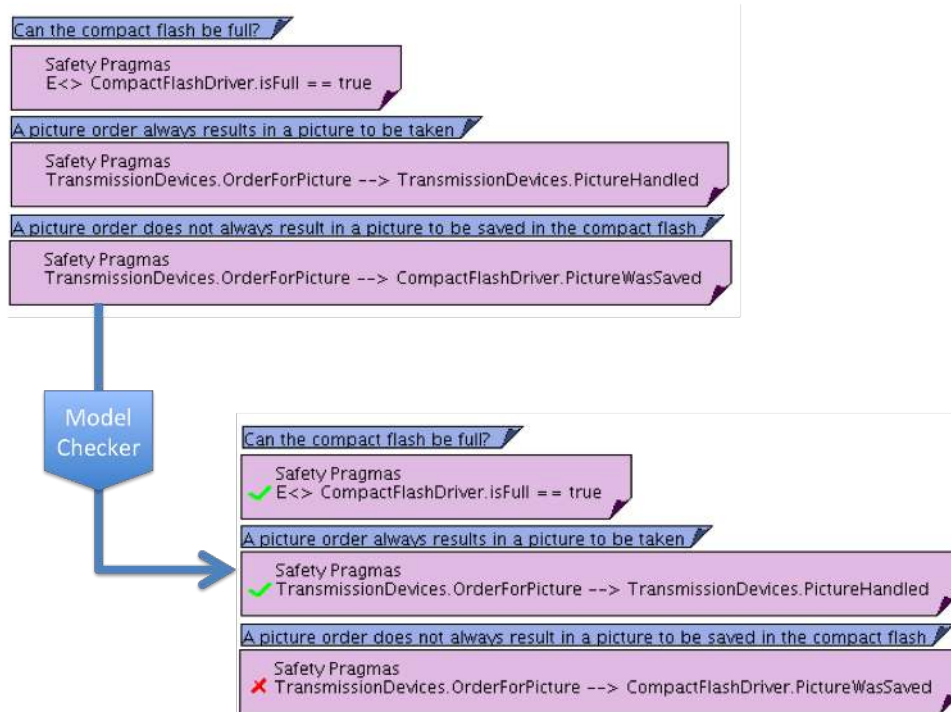 Can the compact flash be full?
Safety Pragmas
E<> CompactFlashDriver.isFull == true
A picture order always results in a picture to be taken
Safety Pragmas
TransmissionDevices.OrderForPicture --> TransmissionDevices.PictureHandled
A picture order does not always result in a picture to be saved in the compact flash
Safety Pragmas
TransmissionDevices.OrderForPicture --> CompactFlashDriver.PictureWasSaved
Model
Checker
Can the compact flash be full?
Safety Pragmas
E<> CompactFlashDriver.isFull == true
A picture order always results in a picture to be taken
Safety Pragmas
TransmissionDevices.OrderForPicture --> TransmissionDevices.PictureHandled
A picture order does not always result in a picture to be saved in the compact flash
Safety Pragmas
TransmissionDevices.OrderForPicture --> CompactFlashDriver.PictureWasSaved